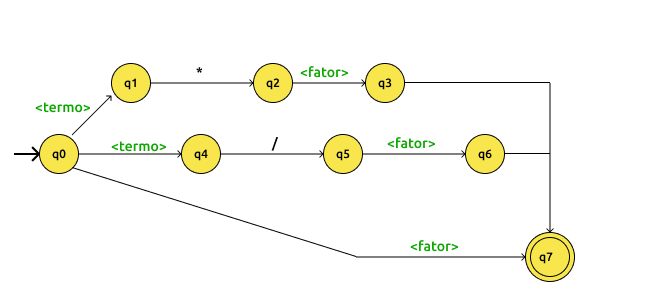 q1
*
q2
<fator>
q3
<termo>
q0
<termo>
q4
/
q5
<fator>
q6
<fator>
q7